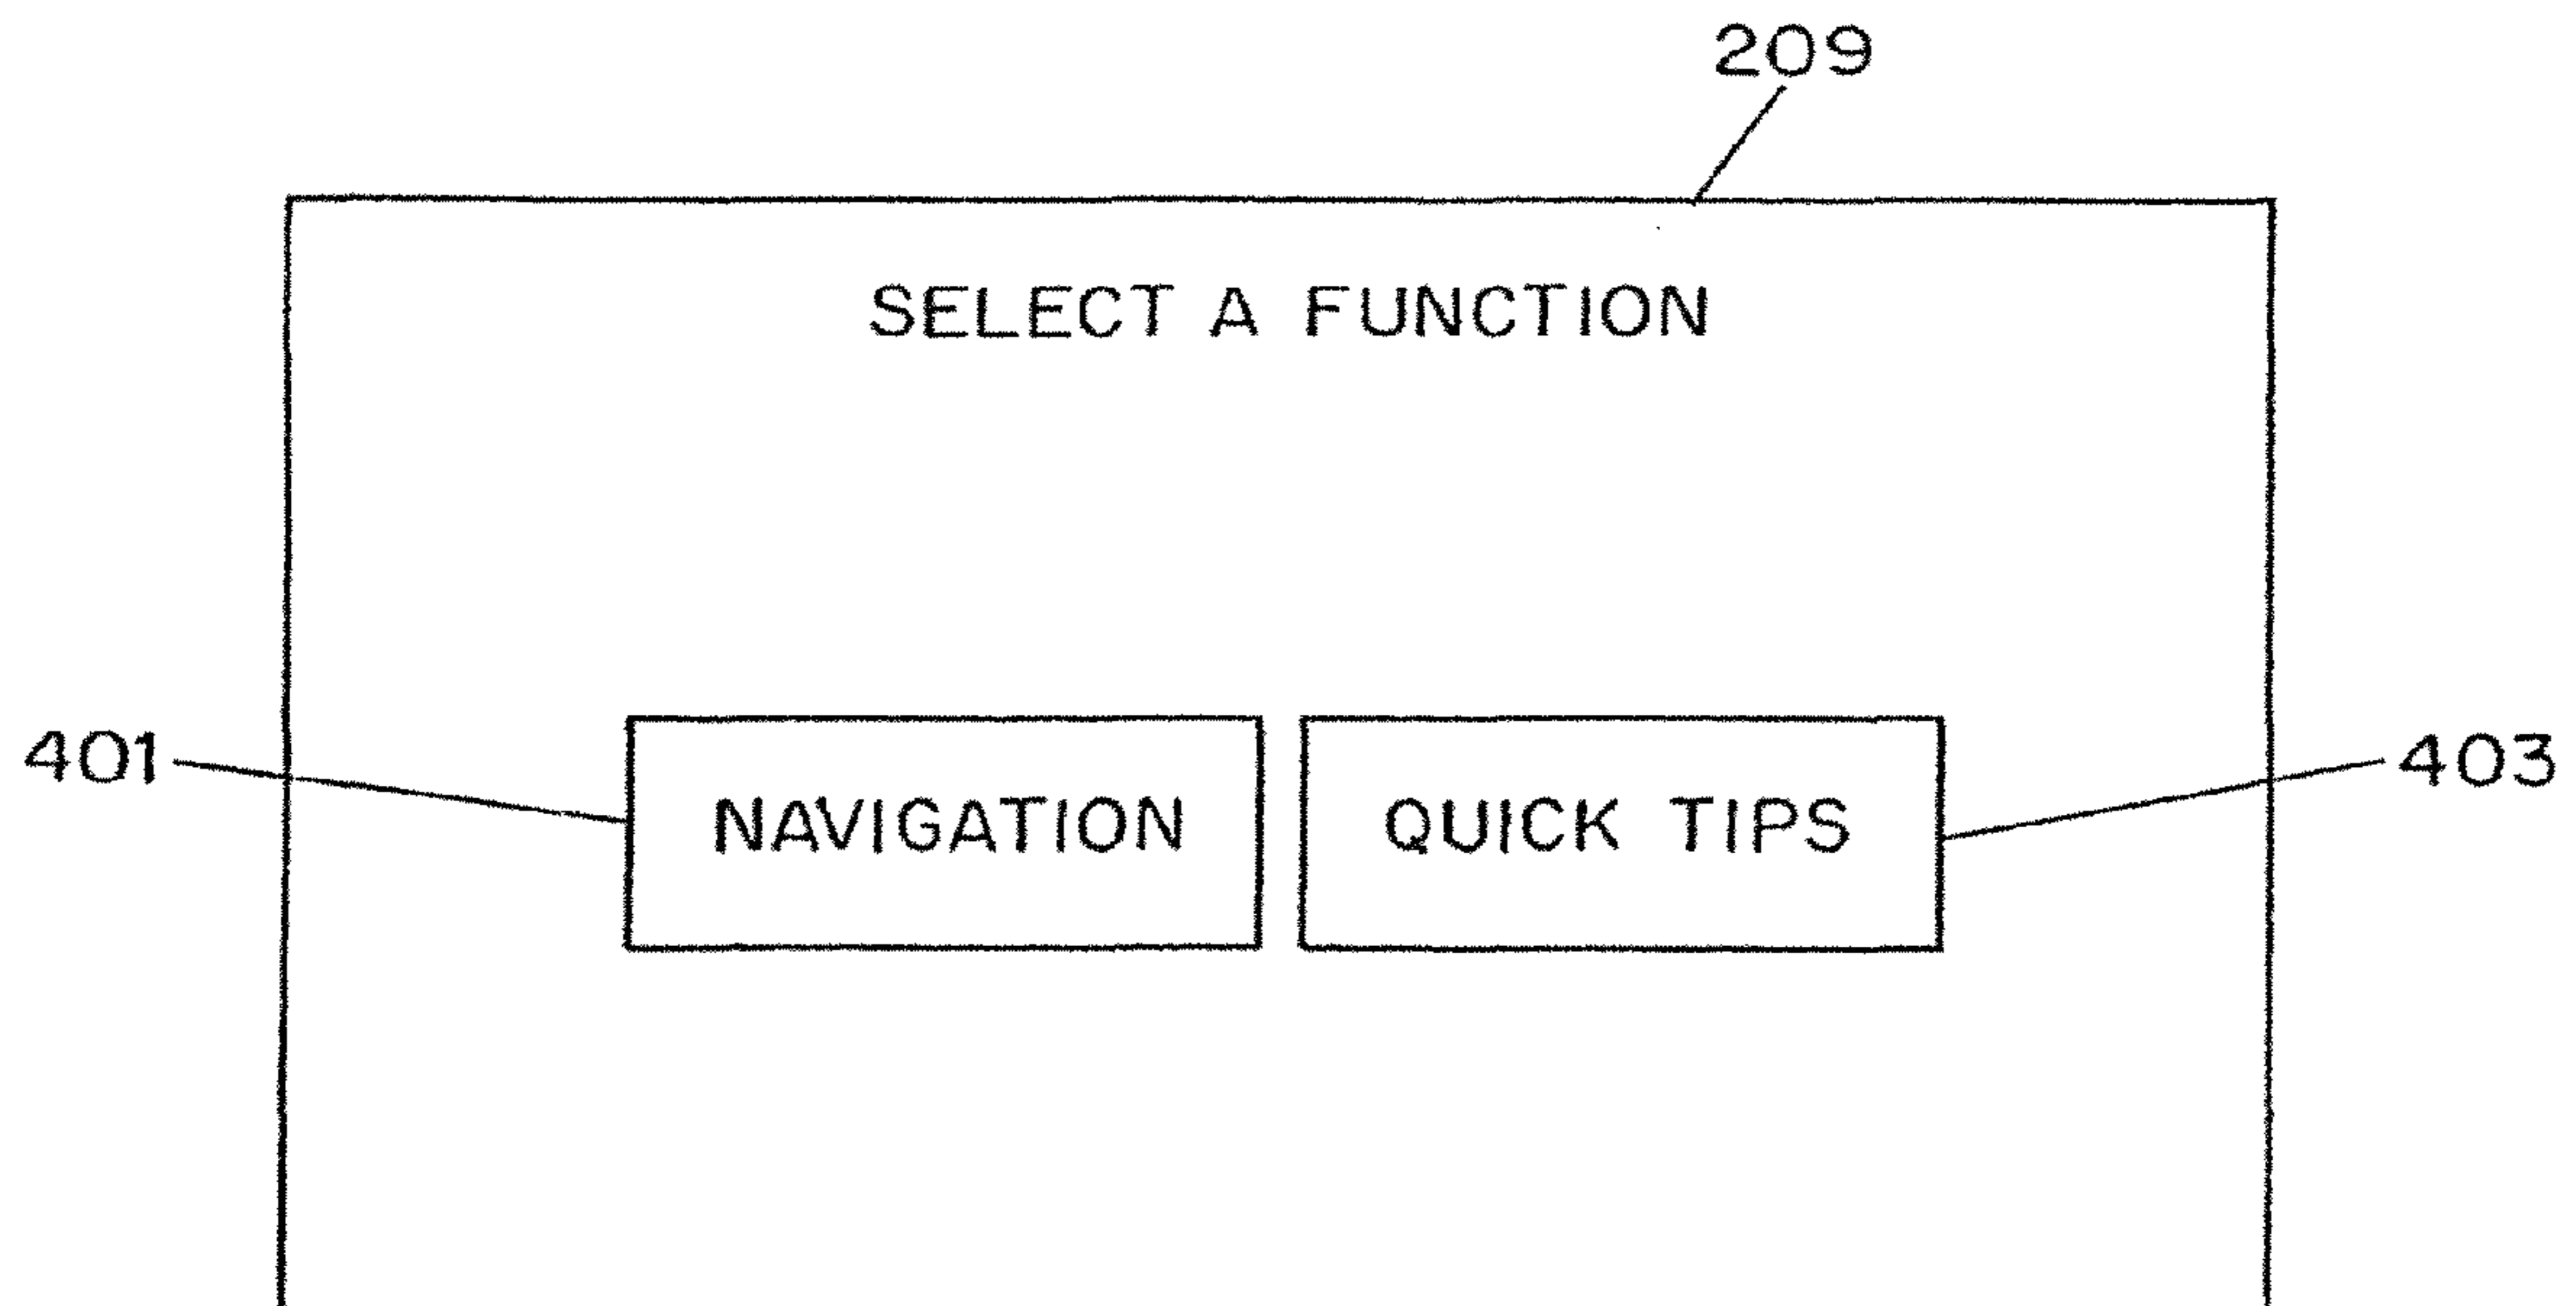 209
SELECT A FUNCTION
401
NAVIGATION
QUICK TIPS
403